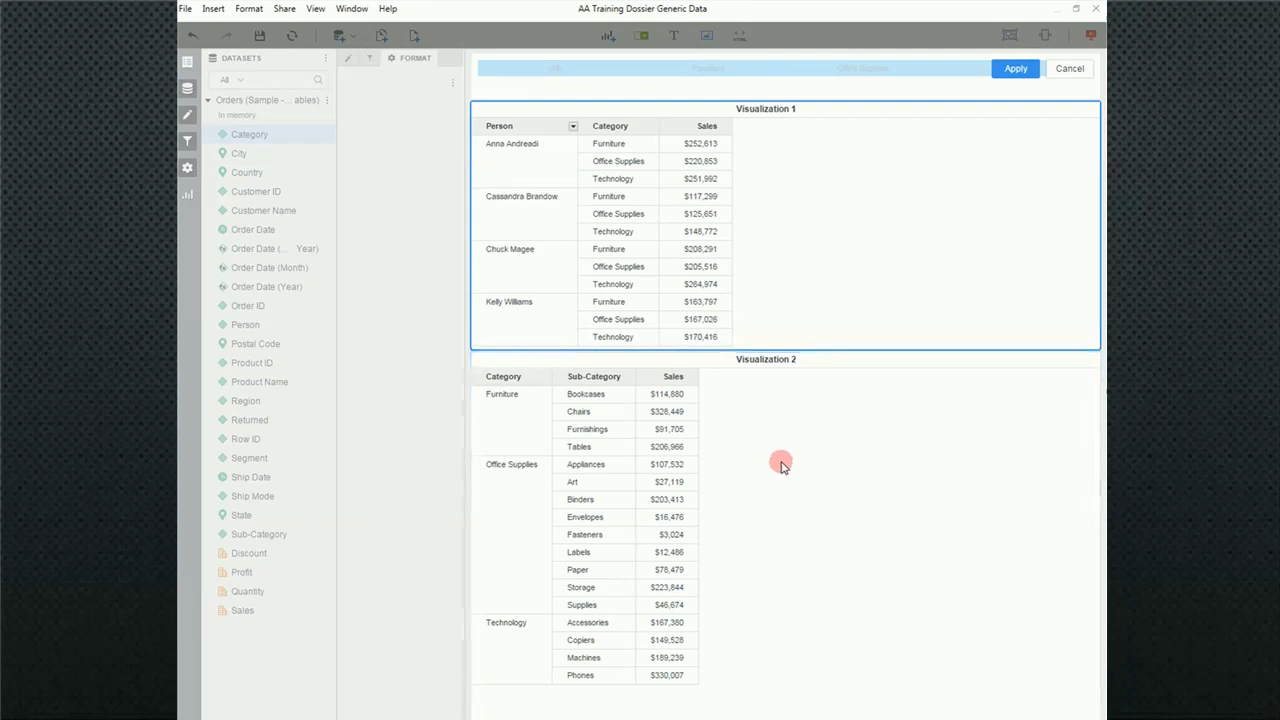 File Insert Format Share View Window Help AA Training Dossier Generic Data
DATASETS FORMAT
(All) Furniture Office Supplies Apply Cancel
All
Orders (Sample - ... ables)
In memory
Category
City
Country
Customer ID
Customer Name
Order Date
Order Date (... Year)
Order Date (Month)
Order Date (Year)
Order ID
Person
Postal Code
Product ID
Product Name
Region
Returned
Row ID
Segment
Ship Date
Ship Mode
State
Sub-Category
Discount
Profit
Quantity
Sales
Visualization 1
Person Category Sales
Anna Andreadi Furniture $252,613
Office Supplies $220,853
Technology $251,992
Cassandra Brandow Furniture $117,299
Office Supplies $125,651
Technology $148,772
Chuck Magee Furniture $208,291
Office Supplies $205,516
Technology $264,974
Kelly Williams Furniture $163,797
Office Supplies $167,026
Technology $170,416
Visualization 2
Category Sub-Category Sales
Furniture Bookcases $114,880
Chairs $328,449
Furnishings $91,705
Tables $206,966
Office Supplies Appliances $107,532
Art $27,119
Binders $203,413
Envelopes $16,476
Fasteners $3,024
Labels $12,486
Paper $78,479
Storage $223,844
Supplies $46,674
Technology Accessories $167,380
Copiers $149,528
Machines $189,239
Phones $330,007